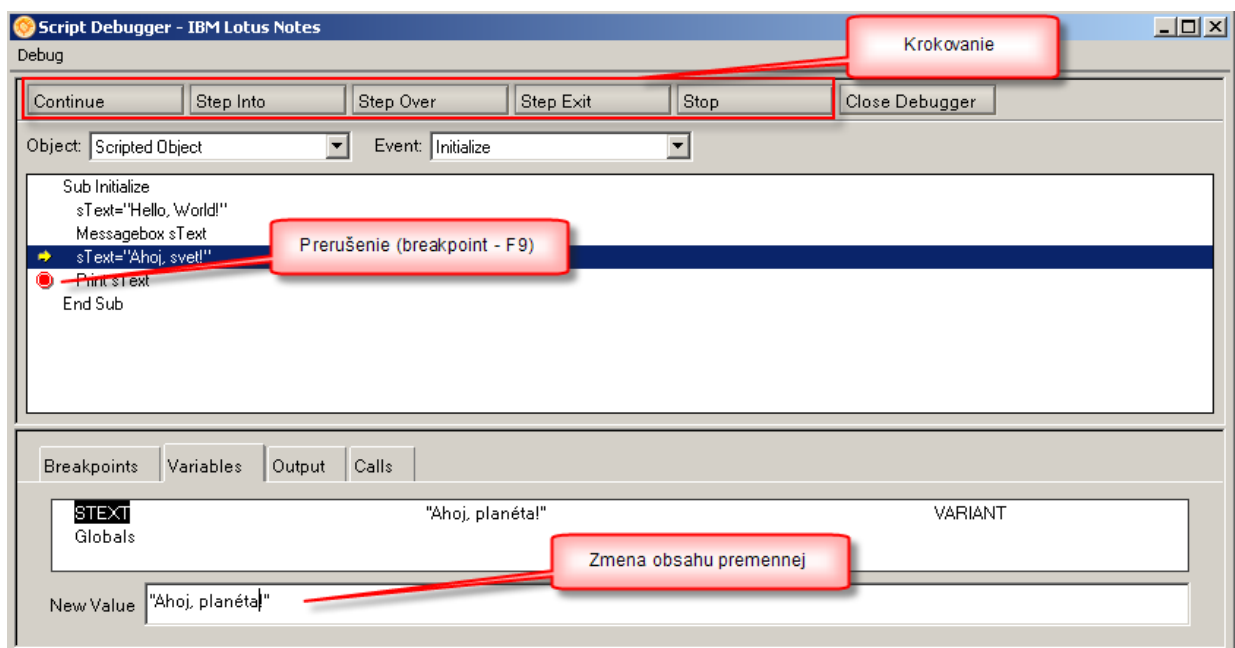 Script Debugger - IBM Lotus Notes
Krokovanie
Debug
Continue Step Into Step Over Step Exit Stop Close Debugger
Object: Scripted Object Event: Initialize
Sub Initialize
sText="Hello, World!"
Messagebox sText
Prerušenie (breakpoint - F9)
sText="Ahoj, svet!"
Print sText
End Sub
Breakpoints Variables Output Calls
STEXT "Ahoj, planéta!" VARIANT
Globals
Zmena obsahu premennej
New Value "Ahoj, planéta!"